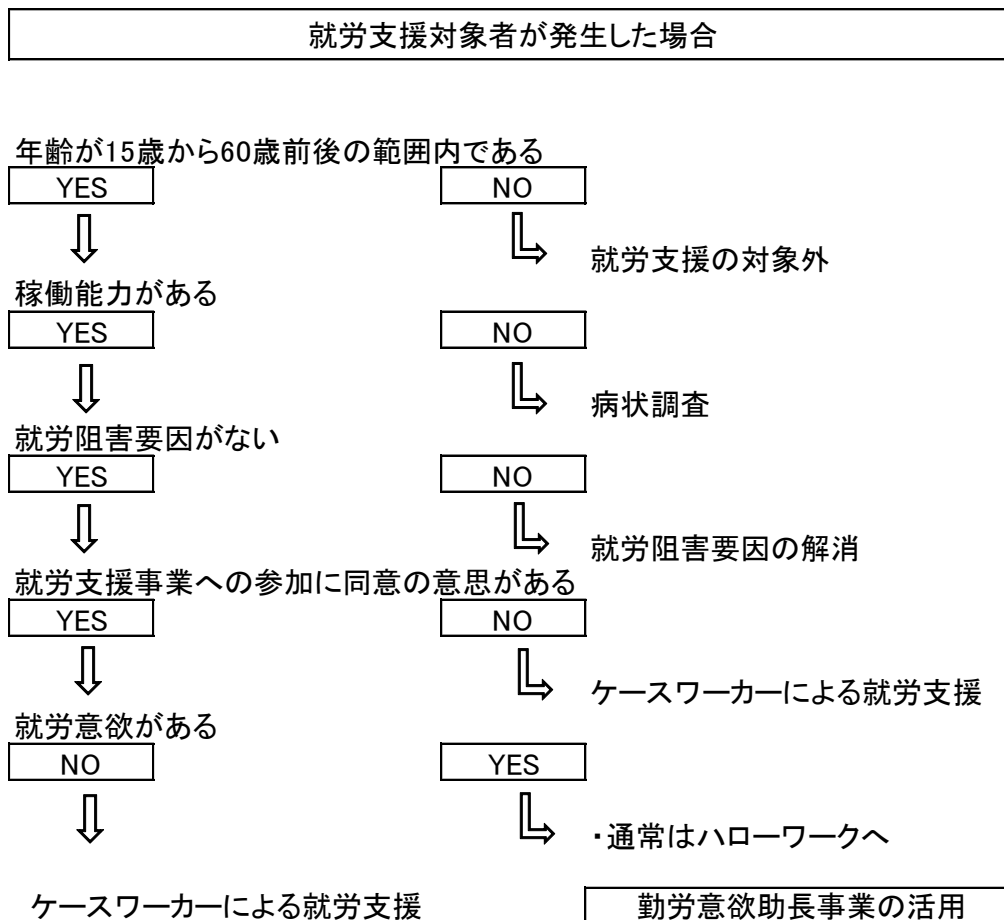 就労支援対象者が発生した場合
年齢が15歳から60歳前後の範囲内である
YES NO
就労支援の対象外
稼働能力がある
YES NO
病状調査
就労阻害要因がない
YES NO
就労阻害要因の解消
就労支援事業への参加に同意の意思がある
YES NO
ケースワーカーによる就労支援
就労意欲がある
NO YES
・通常はハローワークへ
ケースワーカーによる就労支援 勤労意欲助長事業の活用